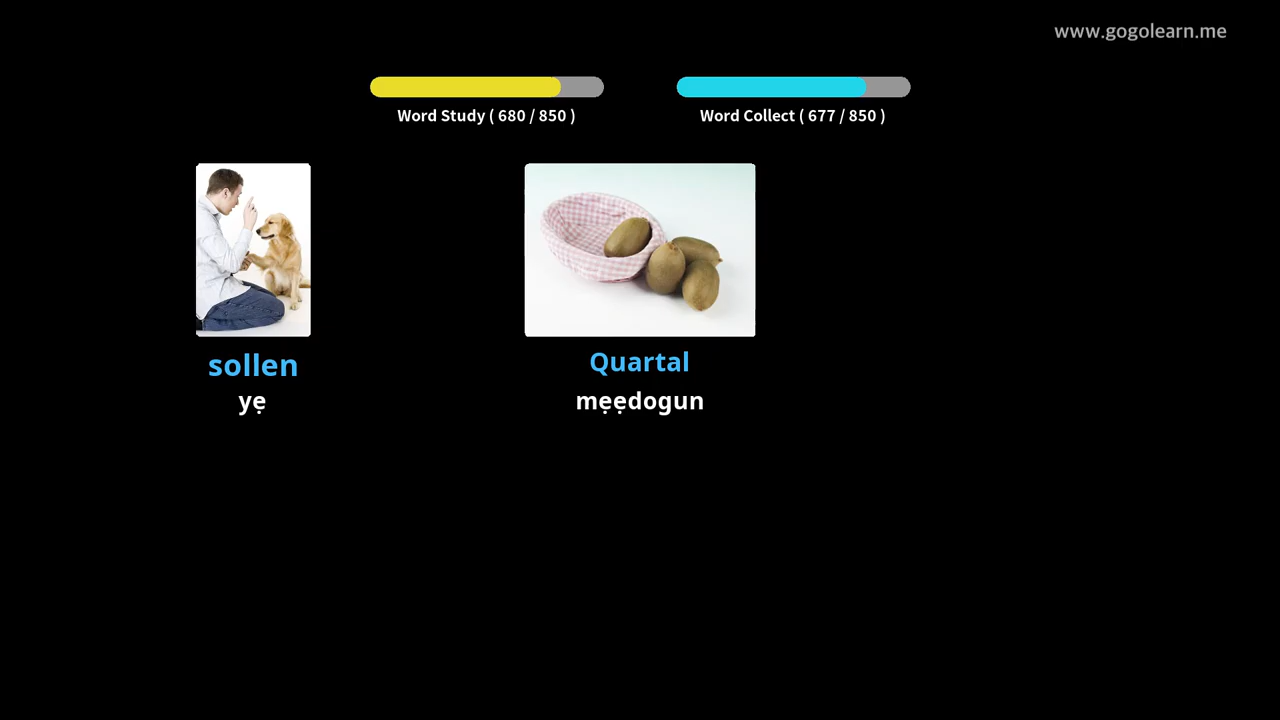 www.gogolearn.me
Word Study ( 680 / 850 )
Word Collect ( 677 / 850 )
sollen
yẹ
Quartal
mẹẹdogun